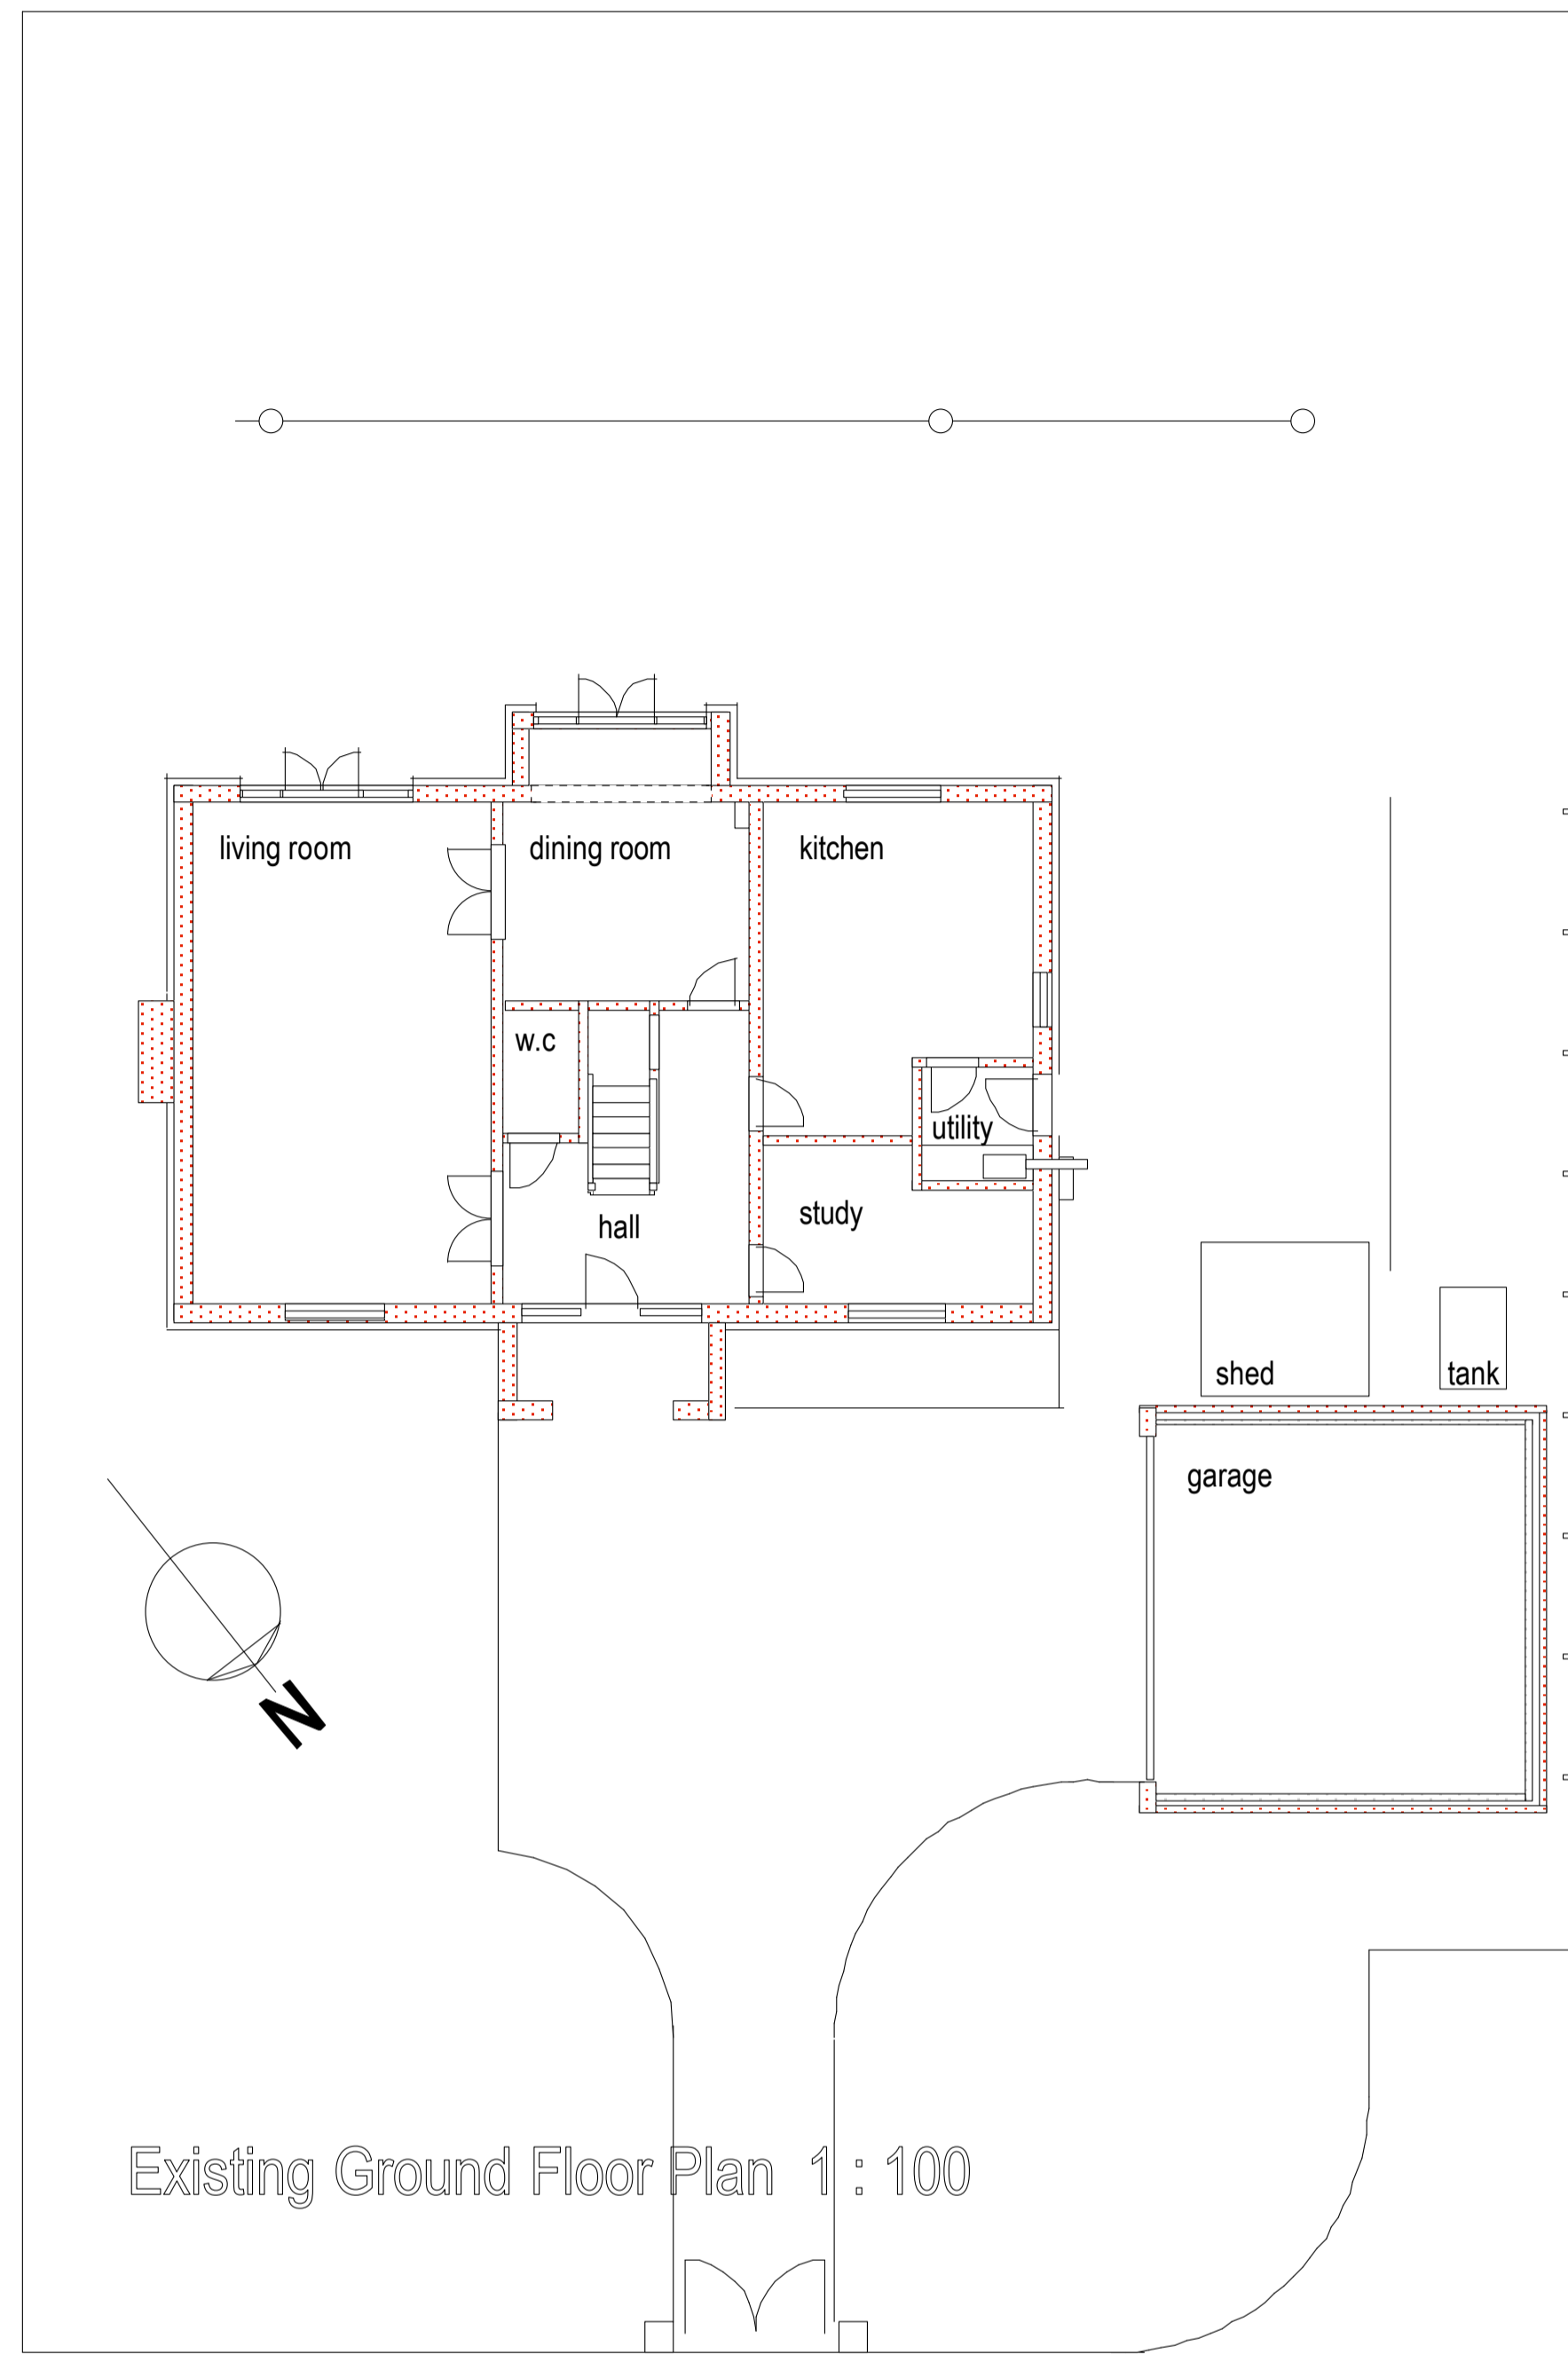 living room
dining room
kitchen
w.c
utility
study
hall
shed
tank
garage
N
Existing Ground Floor Plan 1 : 100